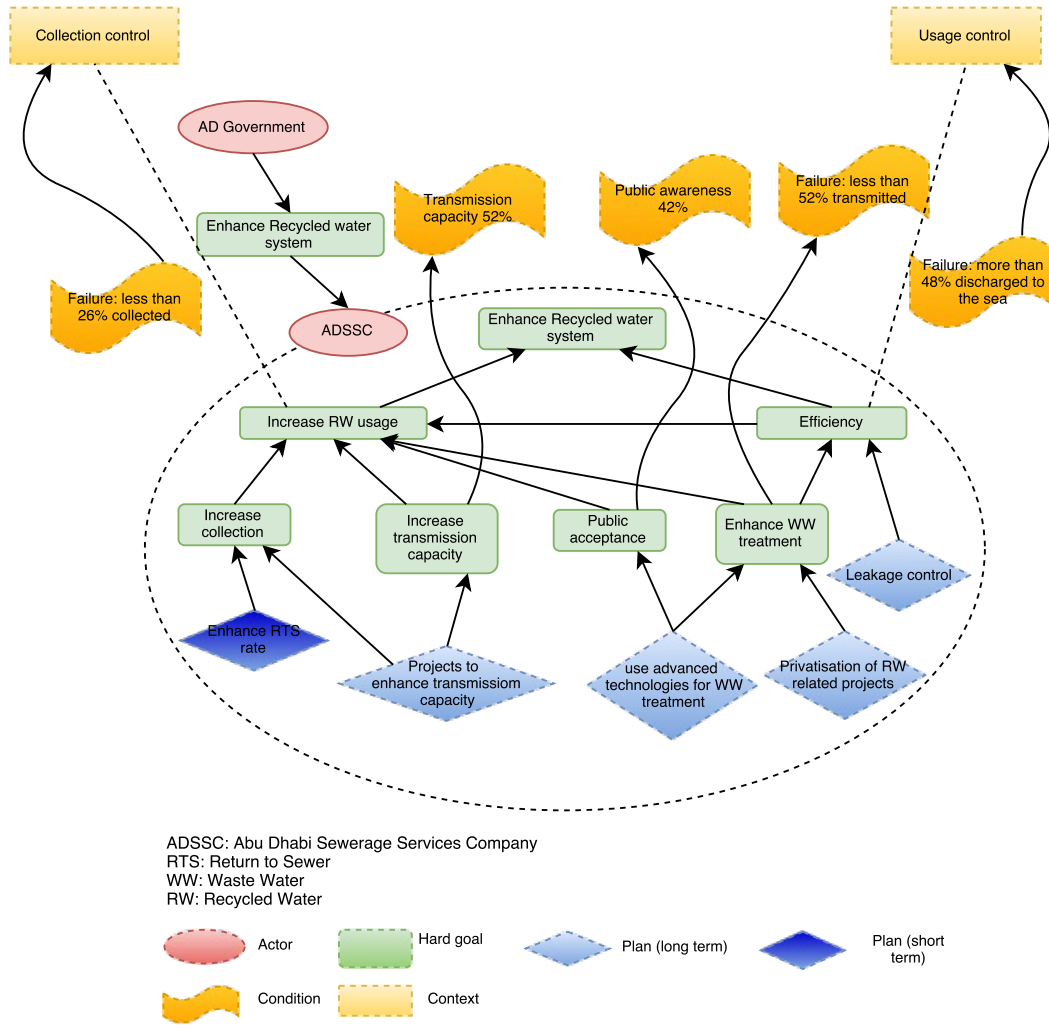 Collection control
Usage control
AD Government
Enhance Recycled water
system
Transmission
capacity 52%
Public awareness
42%
Failure: less than
52% transmitted
Failure: less than
26% collected
Failure: more than
48% discharged to
the sea
ADSSC
Enhance Recycled water
system
Increase RW usage
Efficiency
Increase
collection
Increase
transmission
capacity
Public
acceptance
Enhance WW
treatment
Leakage control
Enhance RTS
rate
Projects to
enhance transmissiom
capacity
use advanced
technologies for WW
treatment
Privatisation of RW
related projects
ADSSC: Abu Dhabi Sewerage Services Company
RTS: Return to Sewer
WW: Waste Water
RW: Recycled Water
Actor
Hard goal
Plan (long term)
Plan (short
term)
Condition
Context